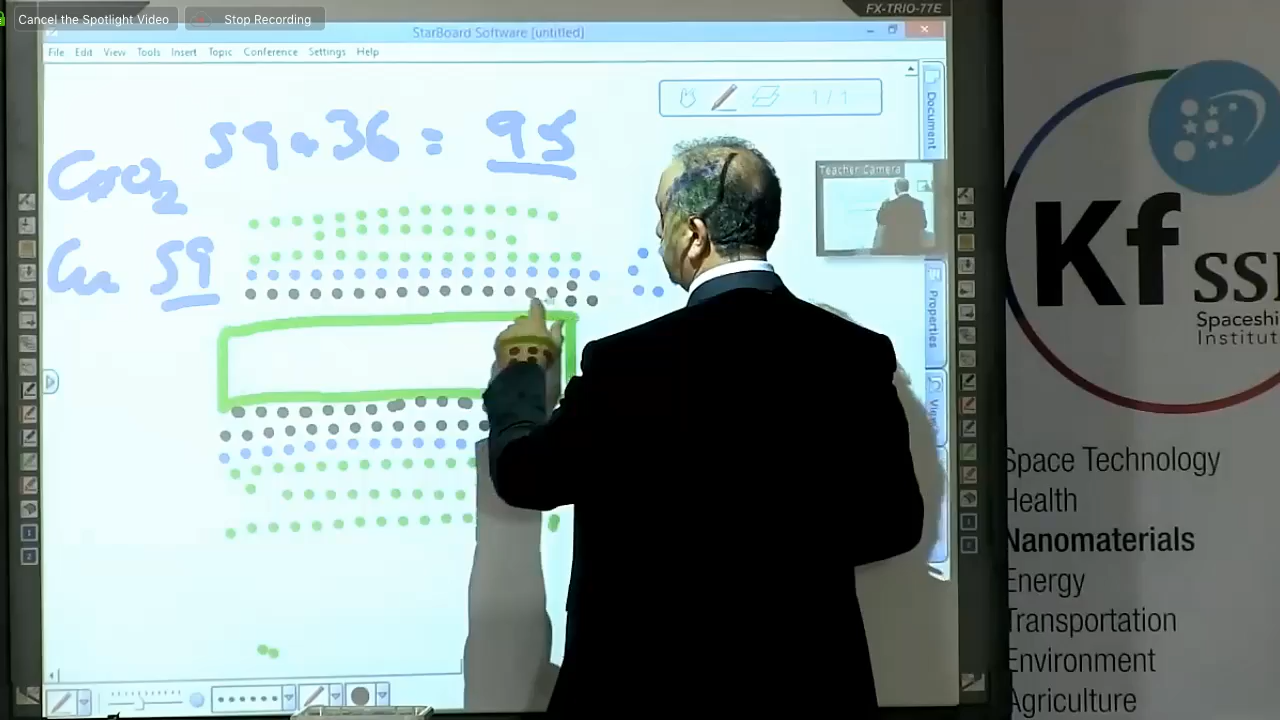 Cancel the Spotlight Video
Stop Recording
FX-TRIO-77E
StarBoard Software [untitled]
File Edit View Tools Insert Topic Conference Settings Help
1 / 1
Document
59+36 = 95
Teacher Camera
Cu 59
Properties
Kf
SSI
Spaceshi
Institut
Space Technology
Health
Nanomaterials
Energy
Transportation
Environment
Agriculture